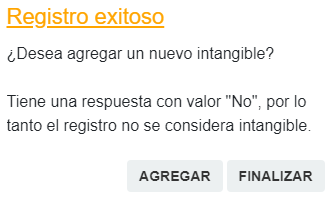 Registro exitoso
¿Desea agregar un nuevo intangible?
Tiene una respuesta con valor "No", por lo
tanto el registro no se considera intangible.
AGREGAR FINALIZAR